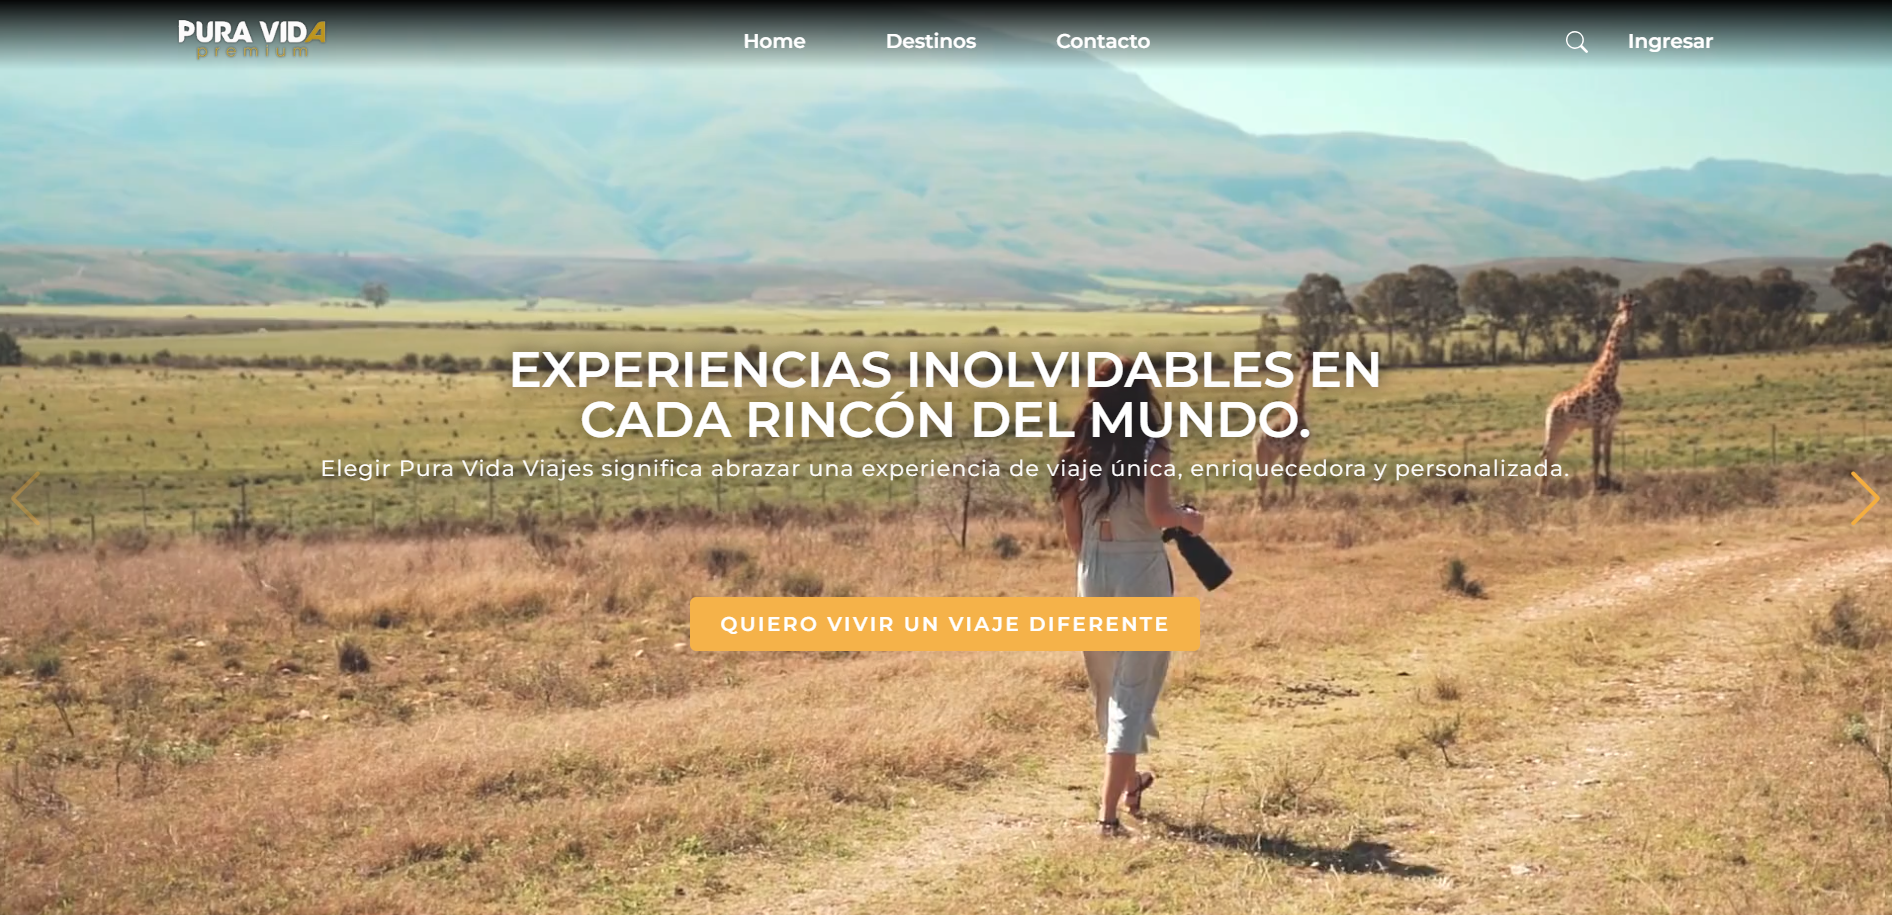 PURA VIDA
premium
Home
Destinos
Contacto
Ingresar
EXPERIENCIAS INOLVIDABLES EN
CADA RINCÓN DEL MUNDO.
Elegir Pura Vida Viajes significa abrazar una experiencia de viaje única, enriquecedora y personalizada.
QUIERO VIVIR UN VIAJE DIFERENTE